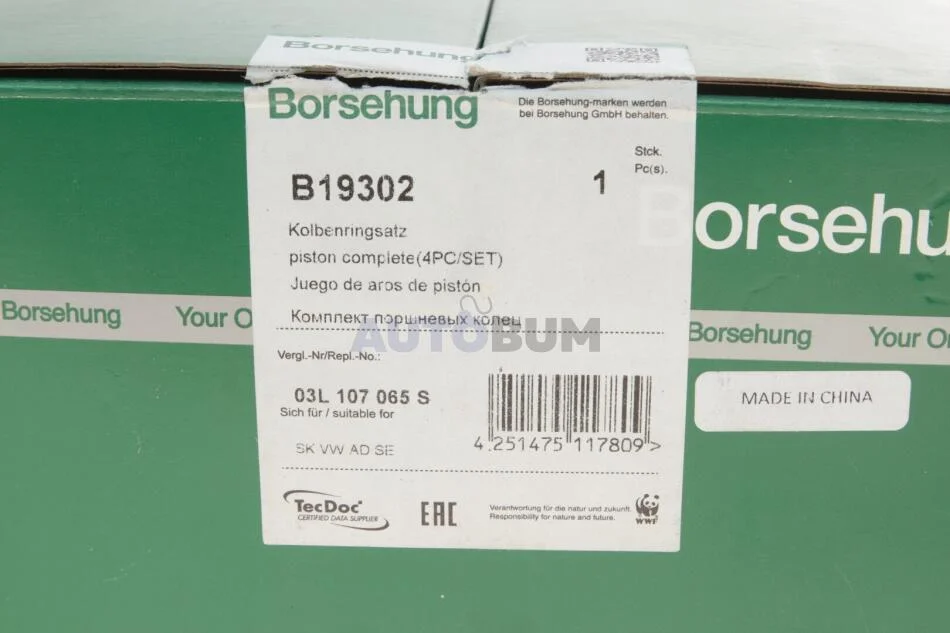 Borsehung
Borsehung
Die Borsehung-marken werden
bei Borsehung GmbH behalten.
Stck.
Pc(s).
B19302
1
Kolbenringsatz
piston complete(4PC/SET)
Juego de aros de pistón
Комплект поршневых колец
AUTOBUM
Vergl.-Nr/Repl.-No.:
03L 107 065 S
Sich für / suitable for
SK VW AD SE
4 251475 117809 >
TecDoc
CERTIFIED DATA SUPPLIER
EAC
Verantwortung für die natur und zukunft.
Responsibility for nature and future.
WWF
Borsehu
Borsehung
Your O
Borsehung
Your O
MADE IN CHINA